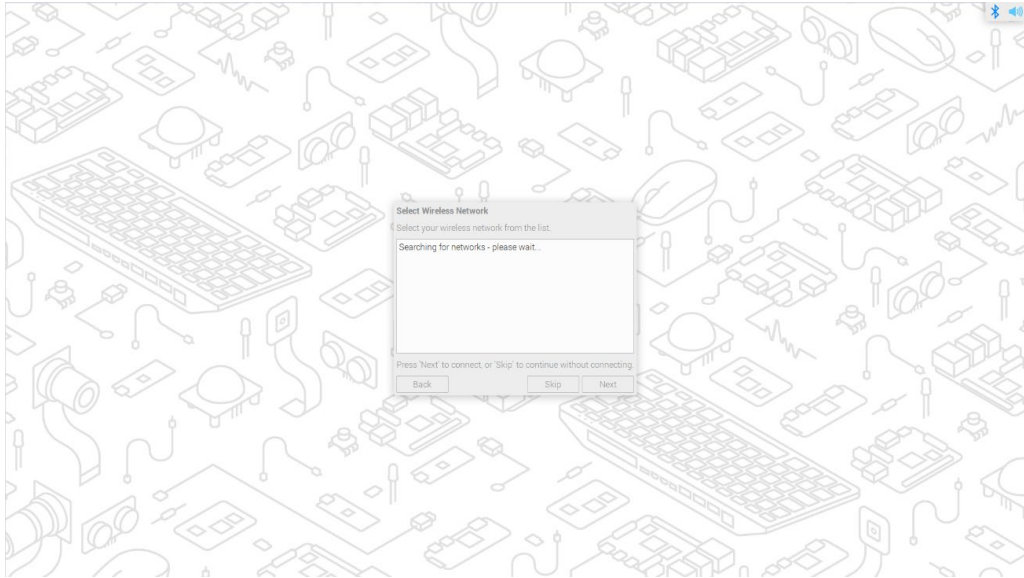 Select Wireless Network
Select your wireless network from the list.
Searching for networks - please wait...
Press 'Next' to connect, or 'Skip' to continue without connecting.
Back
Skip
Next